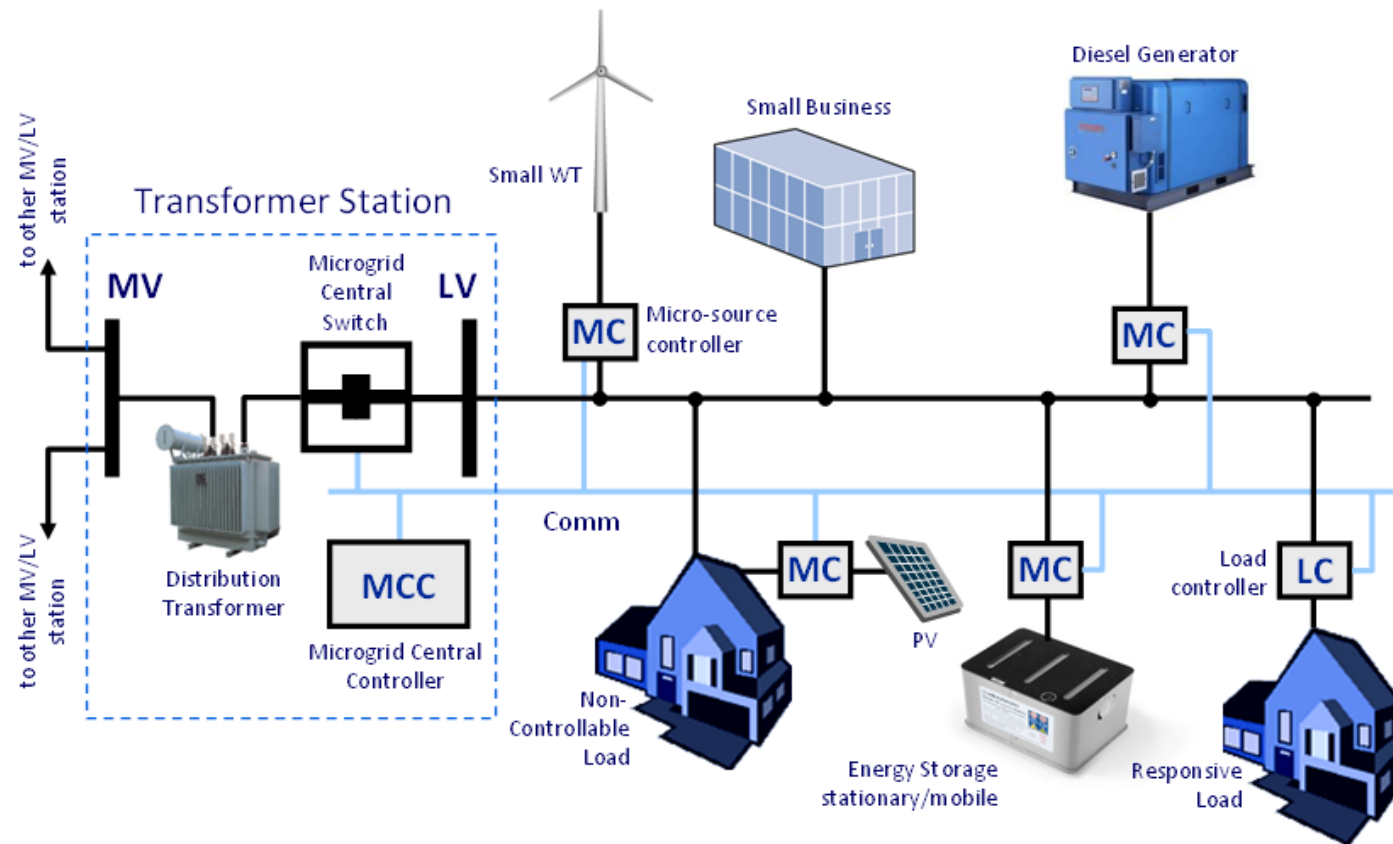 Diesel Generator
Small Business
Small WT
to other MV/LV
station
Transformer Station
MV
Microgrid
Central
Switch
LV
MC
Micro-source
controller
MC
Comm
MCC
Distribution
Transformer
Microgrid Central
Controller
to other MV/LV
station
MC
PV
MC
Load
controller
LC
Non-
Controllable
Load
Energy Storage
stationary/mobile
Responsive
Load